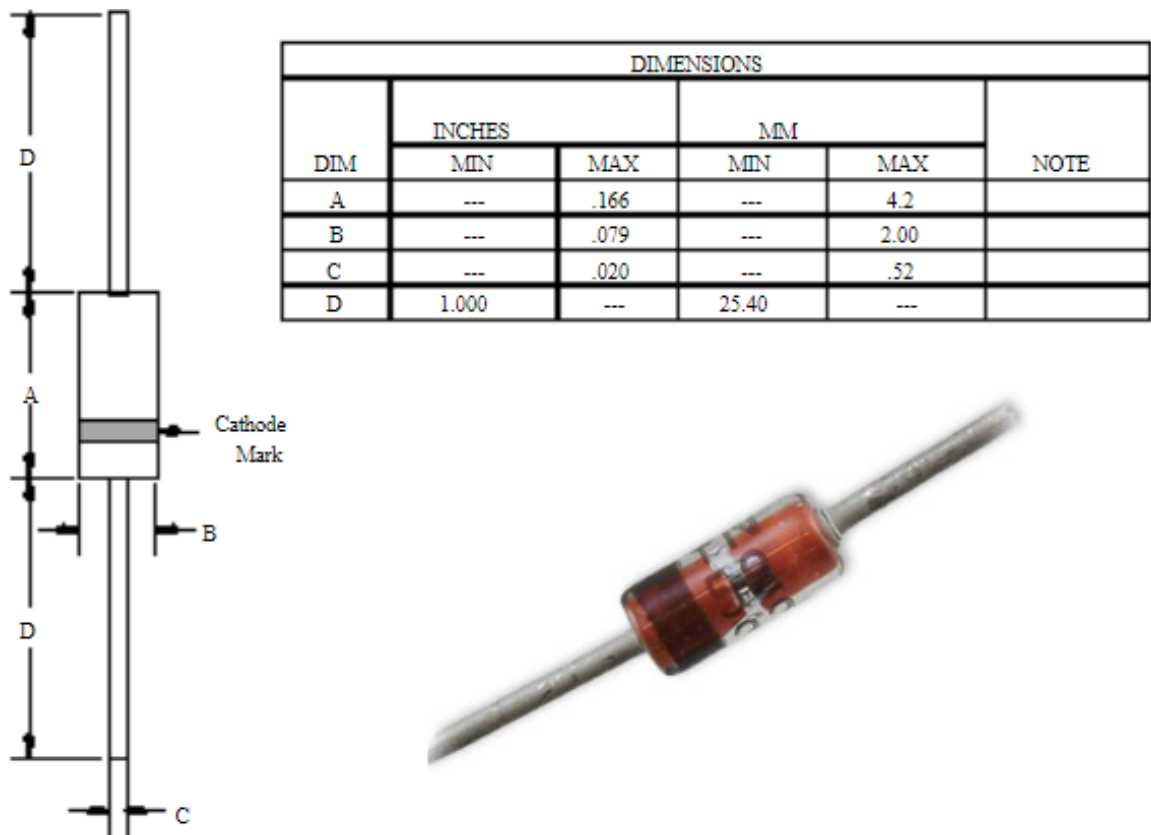 DIMENSIONS
DIM INCHES MM NOTE
MIN MAX MIN MAX
A --- .166 --- 4.2
B --- .079 --- 2.00
C --- .020 --- .52
D 1.000 --- 25.40 ---
D
A
Cathode
Mark
B
D
C